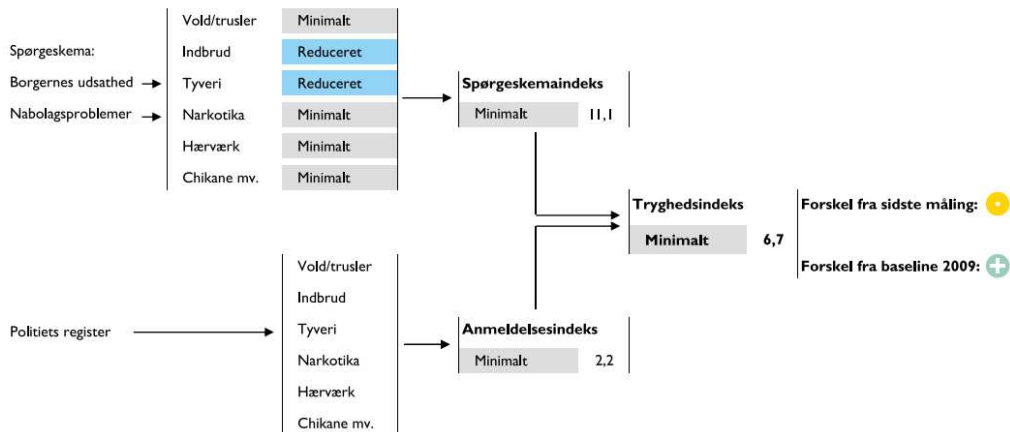 Vold/trusler Minimalt
Spørgeskema: Indbrud Reduceret
Borgernes udsathed Tyveri Reduceret Spørgeskemaindeks
Nabolagsproblemer Narkotika Minimalt Minimalt 11,1
Hærværk Minimalt
Chikane mv. Minimalt
Tryghedsindeks Forskel fra sidste måling:
Minimalt 6,7
Forskel fra baseline 2009:
Vold/trusler
Indbrud
Politiets register Tyveri Anmeldelsesindeks
Narkotika Minimalt 2,2
Hærværk
Chikane mv.